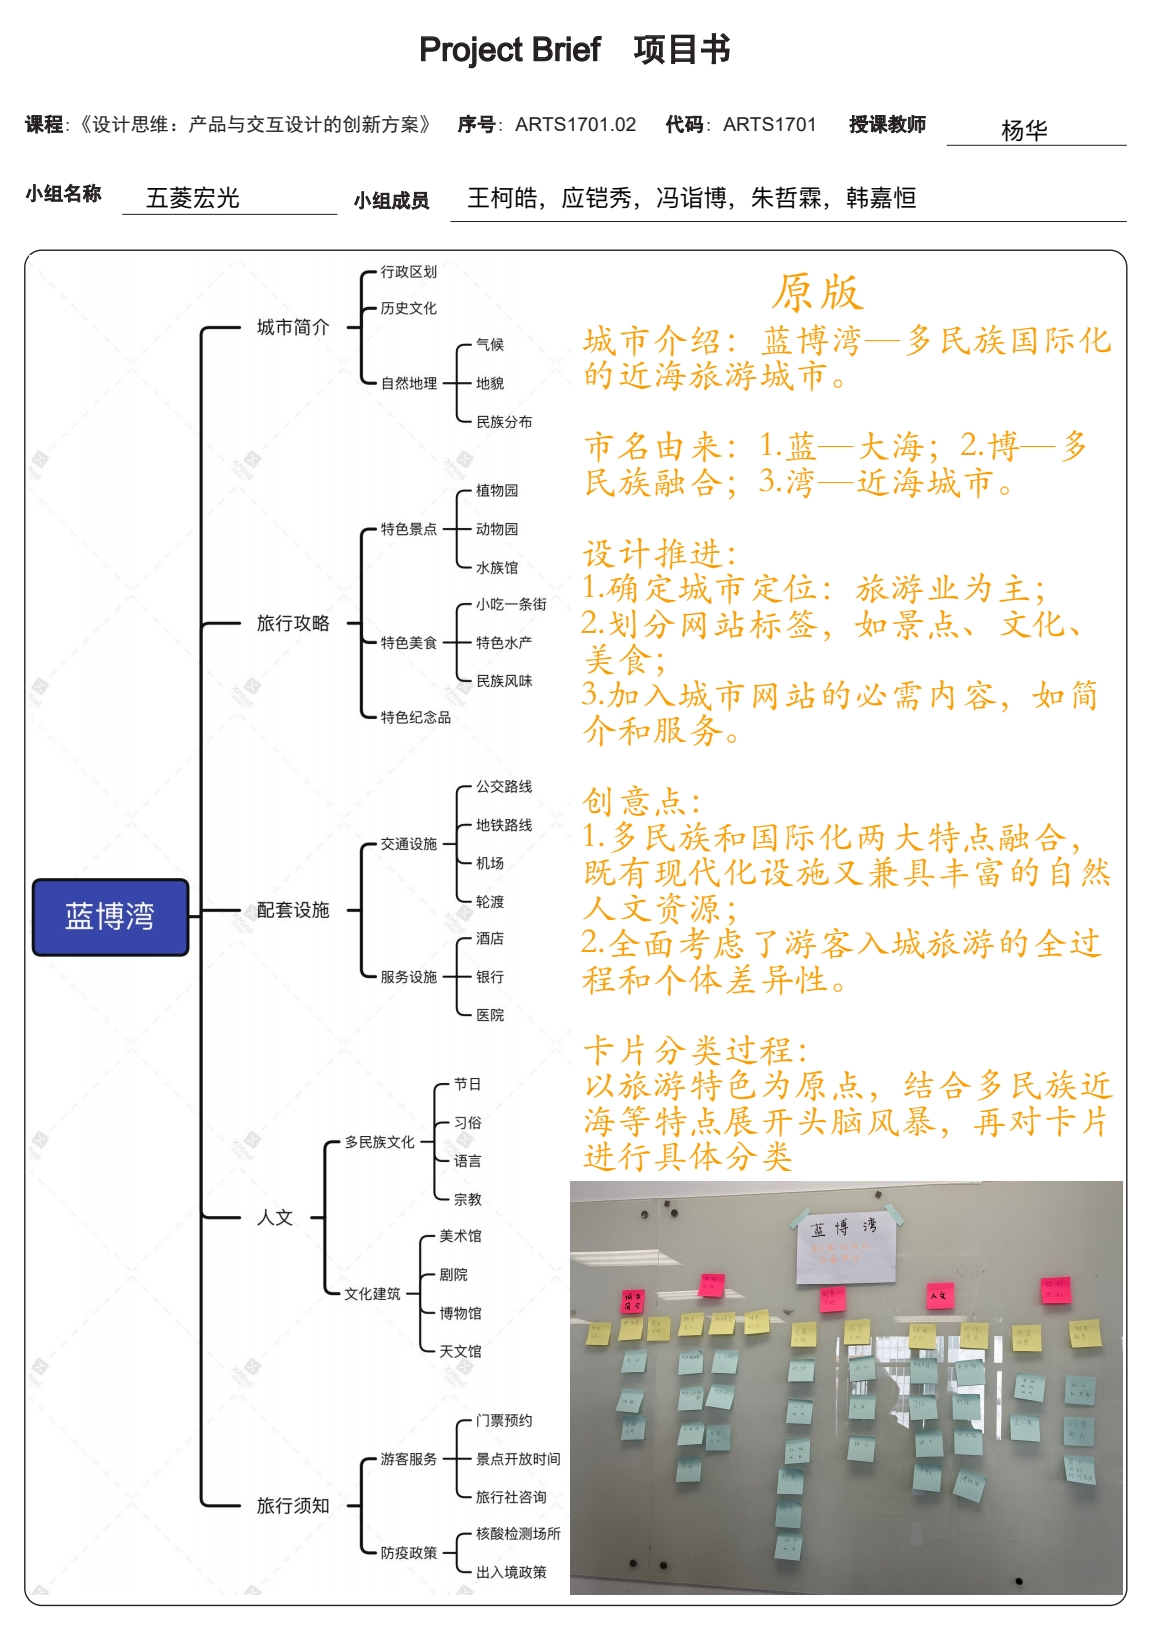 Project Brief 项目书
课程：《设计思维：产品与交互设计的创新方案》 序号：ARTS1701.02 代码：ARTS1701 授课教师 杨华
小组名称 五菱宏光 小组成员 王柯皓，应铠秀，冯诣博，朱哲霖，韩嘉恒
蓝博湾
城市简介
行政区划
历史文化
自然地理
气候
地貌
民族分布
旅行攻略
特色景点
植物园
动物园
水族馆
特色美食
小吃一条街
特色水产
民族风味
特色纪念品
配套设施
交通设施
公交路线
地铁路线
机场
轮渡
服务设施
酒店
银行
医院
人文
多民族文化
节日
习俗
语言
宗教
文化建筑
美术馆
剧院
博物馆
天文馆
旅行须知
游客服务
门票预约
景点开放时间
旅行社咨询
防疫政策
核酸检测场所
出入境政策
原版
城市介绍：蓝博湾—多民族国际化
的近海旅游城市。
市名由来：1.蓝—大海；2.博—多
民族融合；3.湾—近海城市。
设计推进：
1.确定城市定位：旅游业为主；
2.划分网站标签，如景点、文化、
美食；
3.加入城市网站的必需内容，如简
介和服务。
创意点：
1.多民族和国际化两大特点融合，
既有现代化设施又兼具丰富的自然
人文资源；
2.全面考虑了游客入城旅游的全过
程和个体差异性。
卡片分类过程：
以旅游特色为原点，结合多民族近
海等特点展开头脑风暴，再对卡片
进行具体分类
蓝博湾
城市
简介
人文